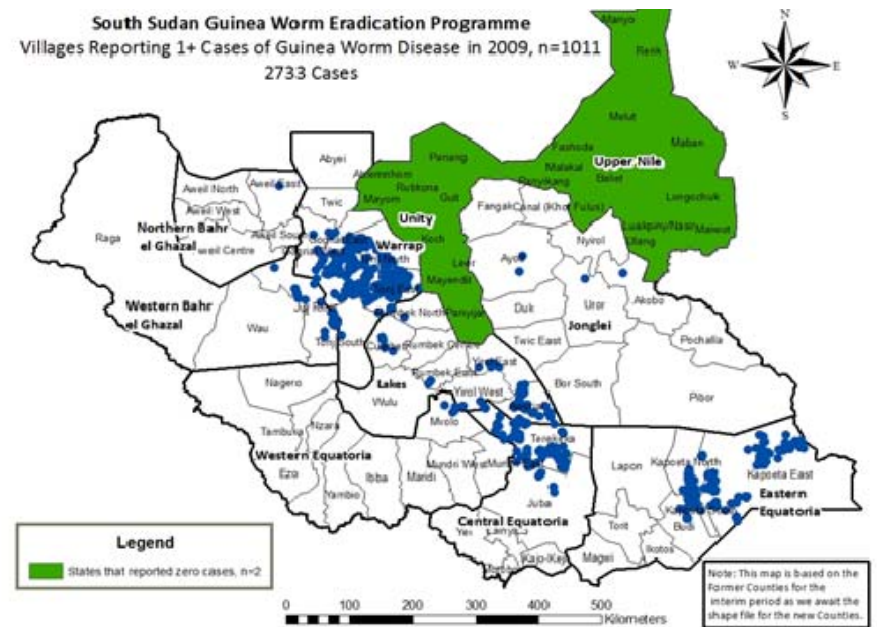 South Sudan Guinea Worm Eradication Programme
Villages Reporting 1+ Cases of Guinea Worm Disease in 2009, n=1011
2733 Cases
N
W
E
S
Manyo
Renk
Melut
Maban
Fashoda
Malakal
Upper Nile
Panyikang
Baliet
Longochuk
Luakpiny/Nasir
Maiwut
Ulang
Abyei
Pariang
Abiemnhom
Rubkona
Mayom
Guit
Unity
Koch
Leer
Mayendit
Panyijar
Twic
Aweil North
Aweil East
Aweil West
Northern Bahr
el Ghazal
Aweil South
weil Centre
Raga
Warrap
Western Bahr
el Ghazal
Wau
Tonj South
Fangak
Canal (Khor Fulus)
Nyirol
Ayod
Uror
Akobo
Duk
Jonglei
Twic East
Pochalla
Bor South
Pibor
Rumbek North
Rumbek Centre
Rumbek East
Yirol East
Yirol West
Lakes
Wulu
Nagero
Nzara
Tambura
Western Equatoria
Ezo
Yambio
Ibba
Maridi
Mvolo
Mundri West
Terekeka
Juba
Central Equatoria
Yei
Lainya
Kajo-Keji
Lapon
Kapoeta North
Kapoeta East
Eastern
Equatoria
Torit
Budi
Ikotos
Magwi
Legend
States that reported zero cases, n=2
0 50 100 200 300 400 500
Kilometers
Note: This map is based on the
Former Counties for the
interim period as we await the
shape file for the new Counties.